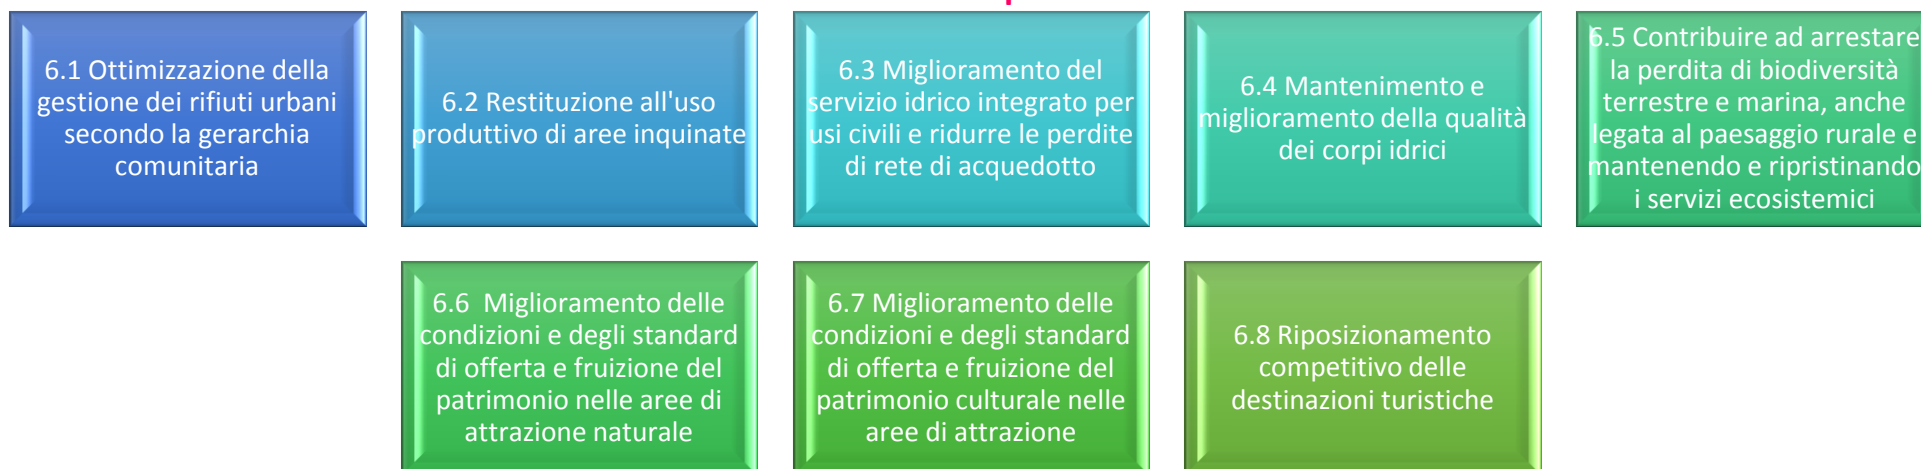 6.1 Ottimizzazione della
gestione dei rifiuti urbani
secondo la gerarchia
comunitaria
6.2 Restituzione all'uso
produttivo di aree inquinate
6.3 Miglioramento del
servizio idrico integrato per
usi civili e ridurre le perdite
di rete di acquedotto
6.4 Mantenimento e
miglioramento della qualità
dei corpi idrici
6.5 Contribuire ad arrestare
la perdita di biodiversità
terrestre e marina, anche
legata al paesaggio rurale e
mantenendo e ripristinando
i servizi ecosistemici
6.6 Miglioramento delle
condizioni e degli standard
di offerta e fruizione del
patrimonio nelle aree di
attrazione naturale
6.7 Miglioramento delle
condizioni e degli standard
di offerta e fruizione del
patrimonio culturale nelle
aree di attrazione
6.8 Riposizionamento
competitivo delle
destinazioni turistiche